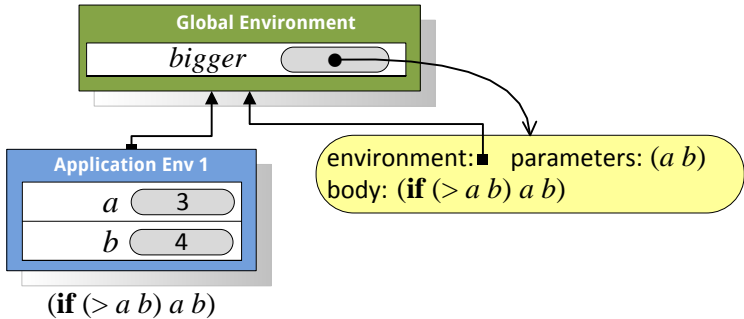 Global Environment
bigger
environment: parameters: (a b)
body: (if (> a b) a b)
Application Env 1
a 3
b 4
(if (> a b) a b)